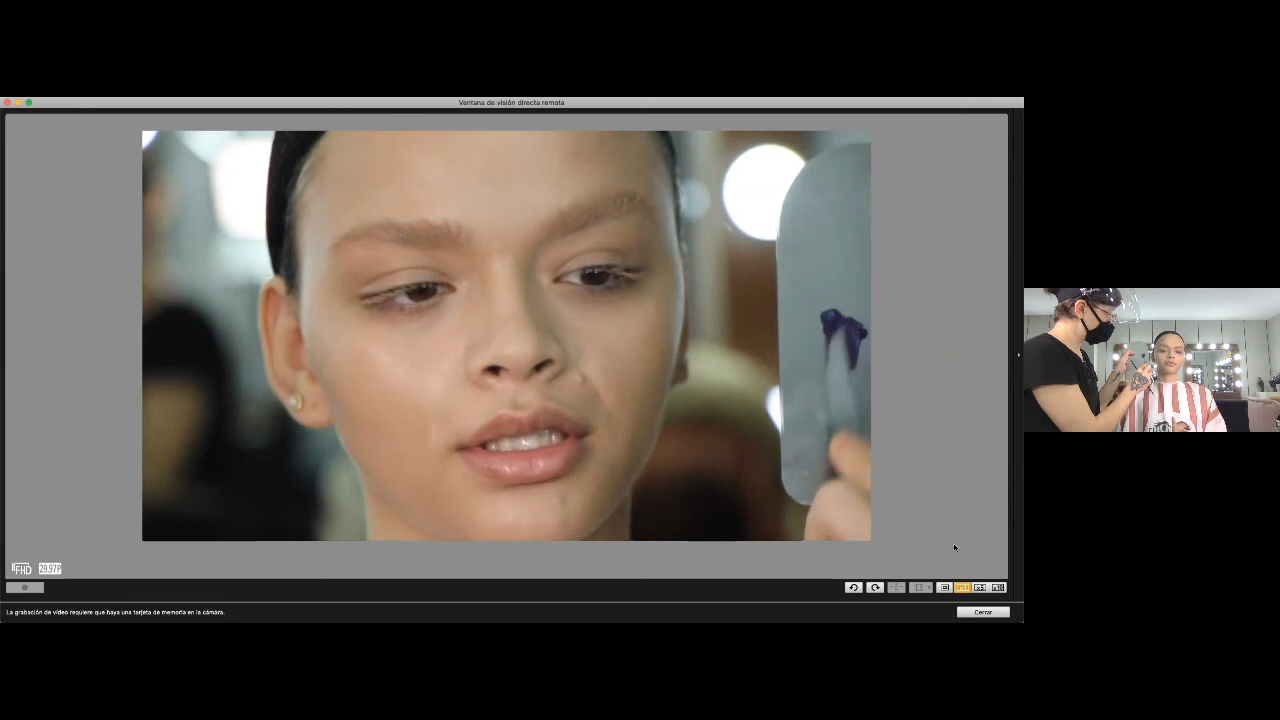 Ventana de visión directa remota
FHD 29.97P
La grabación de vídeo requiere que haya una tarjeta de memoria en la cámara.
Cerrar